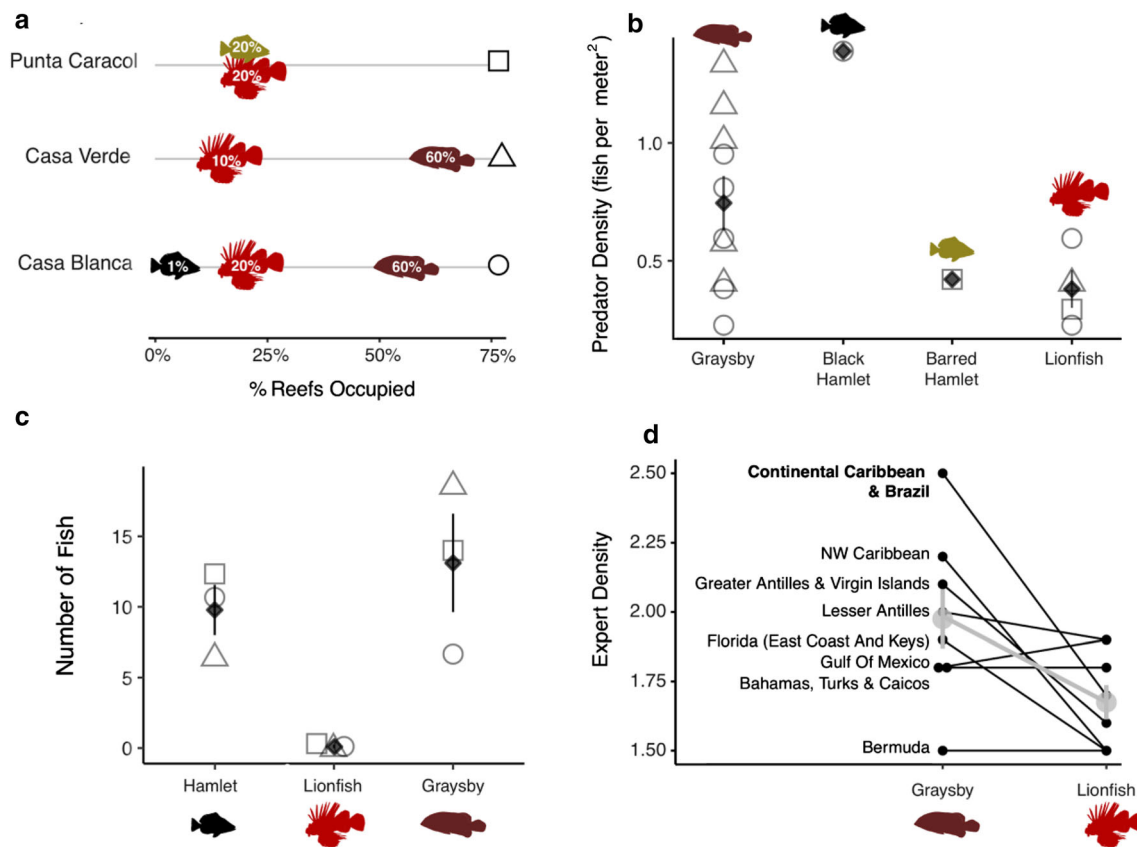 a
Punta Caracol
20%
20%
Casa Verde
10%
60%
Casa Blanca
1%
20%
60%
0%
25%
50%
75%
% Reefs Occupied
b
Predator Density (fish per meter²)
1.0
0.5
Graysby
Black
Hamlet
Barred
Hamlet
Lionfish
c
Number of Fish
15
10
5
0
Hamlet
Lionfish
Graysby
d
Expert Density
2.50
2.25
2.00
1.75
1.50
Continental Caribbean
& Brazil
NW Caribbean
Greater Antilles & Virgin Islands
Lesser Antilles
Florida (East Coast And Keys)
Gulf Of Mexico
Bahamas, Turks & Caicos
Bermuda
Graysby
Lionfish